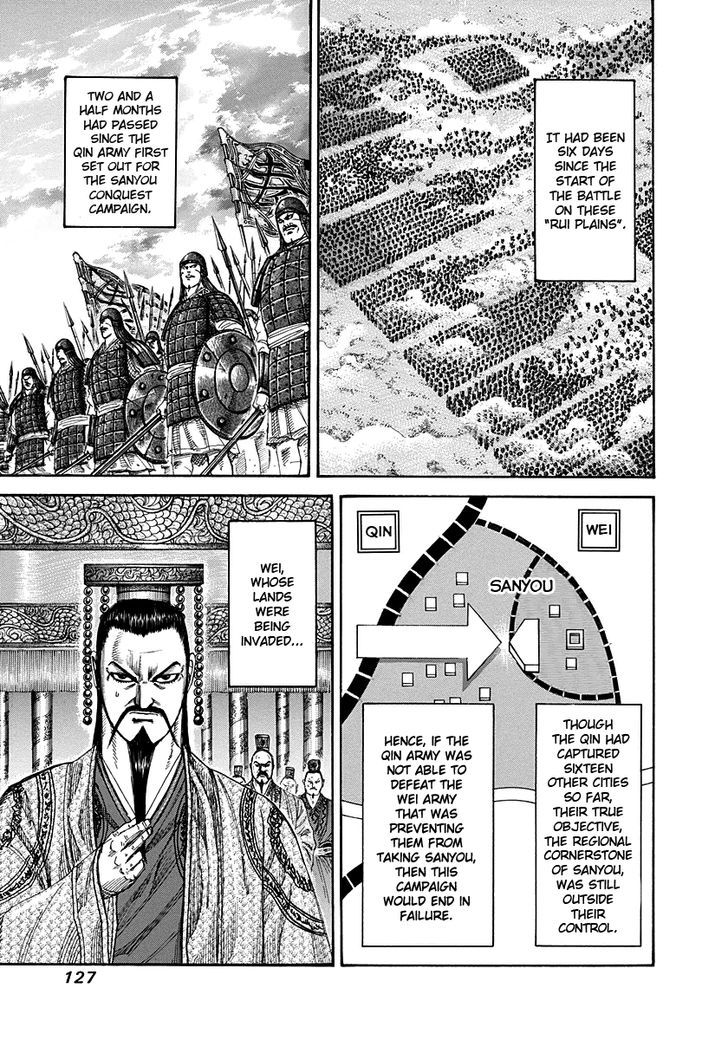 IT HAD BEEN
SIX DAYS
SINCE THE
START OF
THE BATTLE
ON THESE
"RUI PLAINS".
TWO AND A
HALF MONTHS
HAD PASSED
SINCE THE
QIN ARMY FIRST
SET OUT FOR
THE SANYOU
CONQUEST
CAMPAIGN.
QIN
WEI
SANYOU
THOUGH
THE QIN HAD
CAPTURED
SIXTEEN
OTHER CITIES
SO FAR,
THEIR TRUE
OBJECTIVE,
THE REGIONAL
CORNERSTONE
OF SANYOU,
WAS STILL
OUTSIDE
THEIR
CONTROL.
HENCE, IF THE
QIN ARMY WAS
NOT ABLE TO
DEFEAT THE
WEI ARMY
THAT WAS
PREVENTING
THEM FROM
TAKING SANYOU,
THEN THIS
CAMPAIGN
WOULD END IN
FAILURE.
WEI,
WHOSE
LANDS
WERE
BEING
INVADED...
127